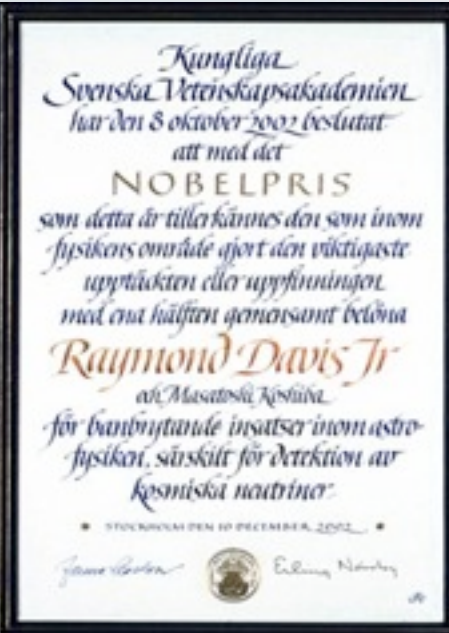 Kungliga
Svenska Vetenskapsakademien
har den 8 oktober 2002 beslutat
att med det
NOBELPRIS
som detta år tillerkännes den som inom
fysikens område gjort den viktigaste
upptäckten eller uppfinningen
med ena hälften gemensamt belöna
Raymond Davis Jr
och Masatoshi Koshiba
för banbrytande insatser inom astro-
fysiken, särskilt för detektion av
kosmiska neutriner
* STOCKHOLM DEN 10 DECEMBER 2002 *
Erling Norrby